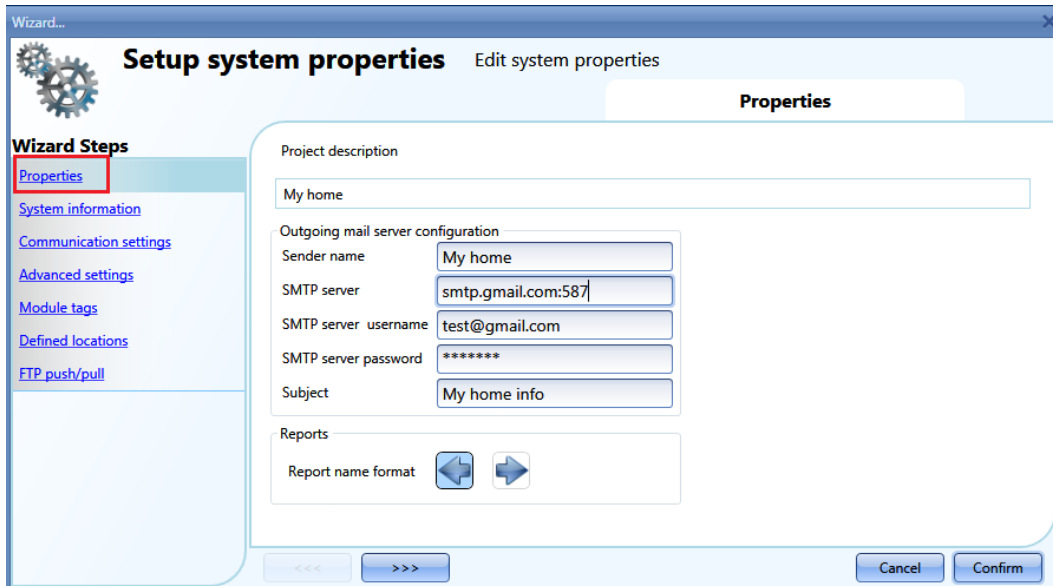 Wizard...
Setup system properties Edit system properties
Properties
Wizard Steps
Properties
System information
Communication settings
Advanced settings
Module tags
Defined locations
FTP push/pull
Project description
My home
Outgoing mail server configuration
Sender name My home
SMTP server smtp.gmail.com:587
SMTP server username test@gmail.com
SMTP server password *******
Subject My home info
Reports
Report name format
<<< >>> Cancel Confirm